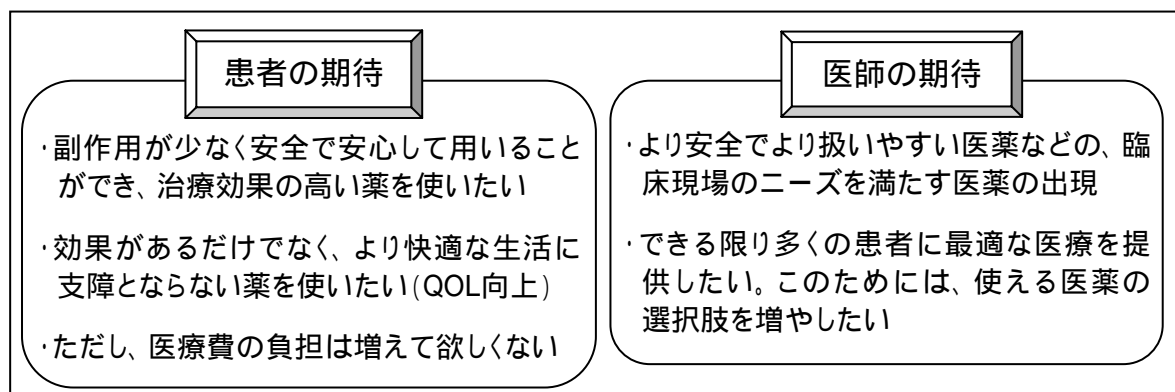 患者の期待
・副作用が少なく安全で安心して用いること
ができ、治療効果の高い薬を使いたい
・効果があるだけでなく、より快適な生活に
支障とならない薬を使いたい(QOL向上)
・ただし、医療費の負担は増えて欲しくない
医師の期待
・より安全でより扱いやすい医薬などの、臨
床現場のニーズを満たす医薬の出現
・できる限り多くの患者に最適な医療を提
供したい。このためには、使える医薬の
選択肢を増やしたい